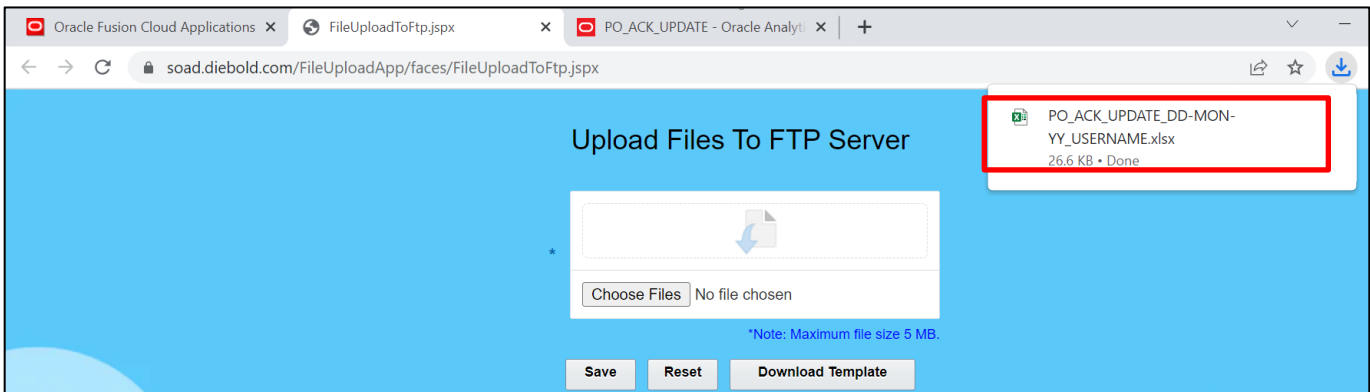 Oracle Fusion Cloud Applications
FileUploadToFtp.jspx
PO_ACK_UPDATE - Oracle Analyti
soad.diebold.com/FileUploadApp/faces/FileUploadToFtp.jspx
PO_ACK_UPDATE_DD-MON-
YY_USERNAME.xlsx
26.6 KB • Done
Upload Files To FTP Server
*
Choose Files No file chosen
*Note: Maximum file size 5 MB.
Save Reset Download Template